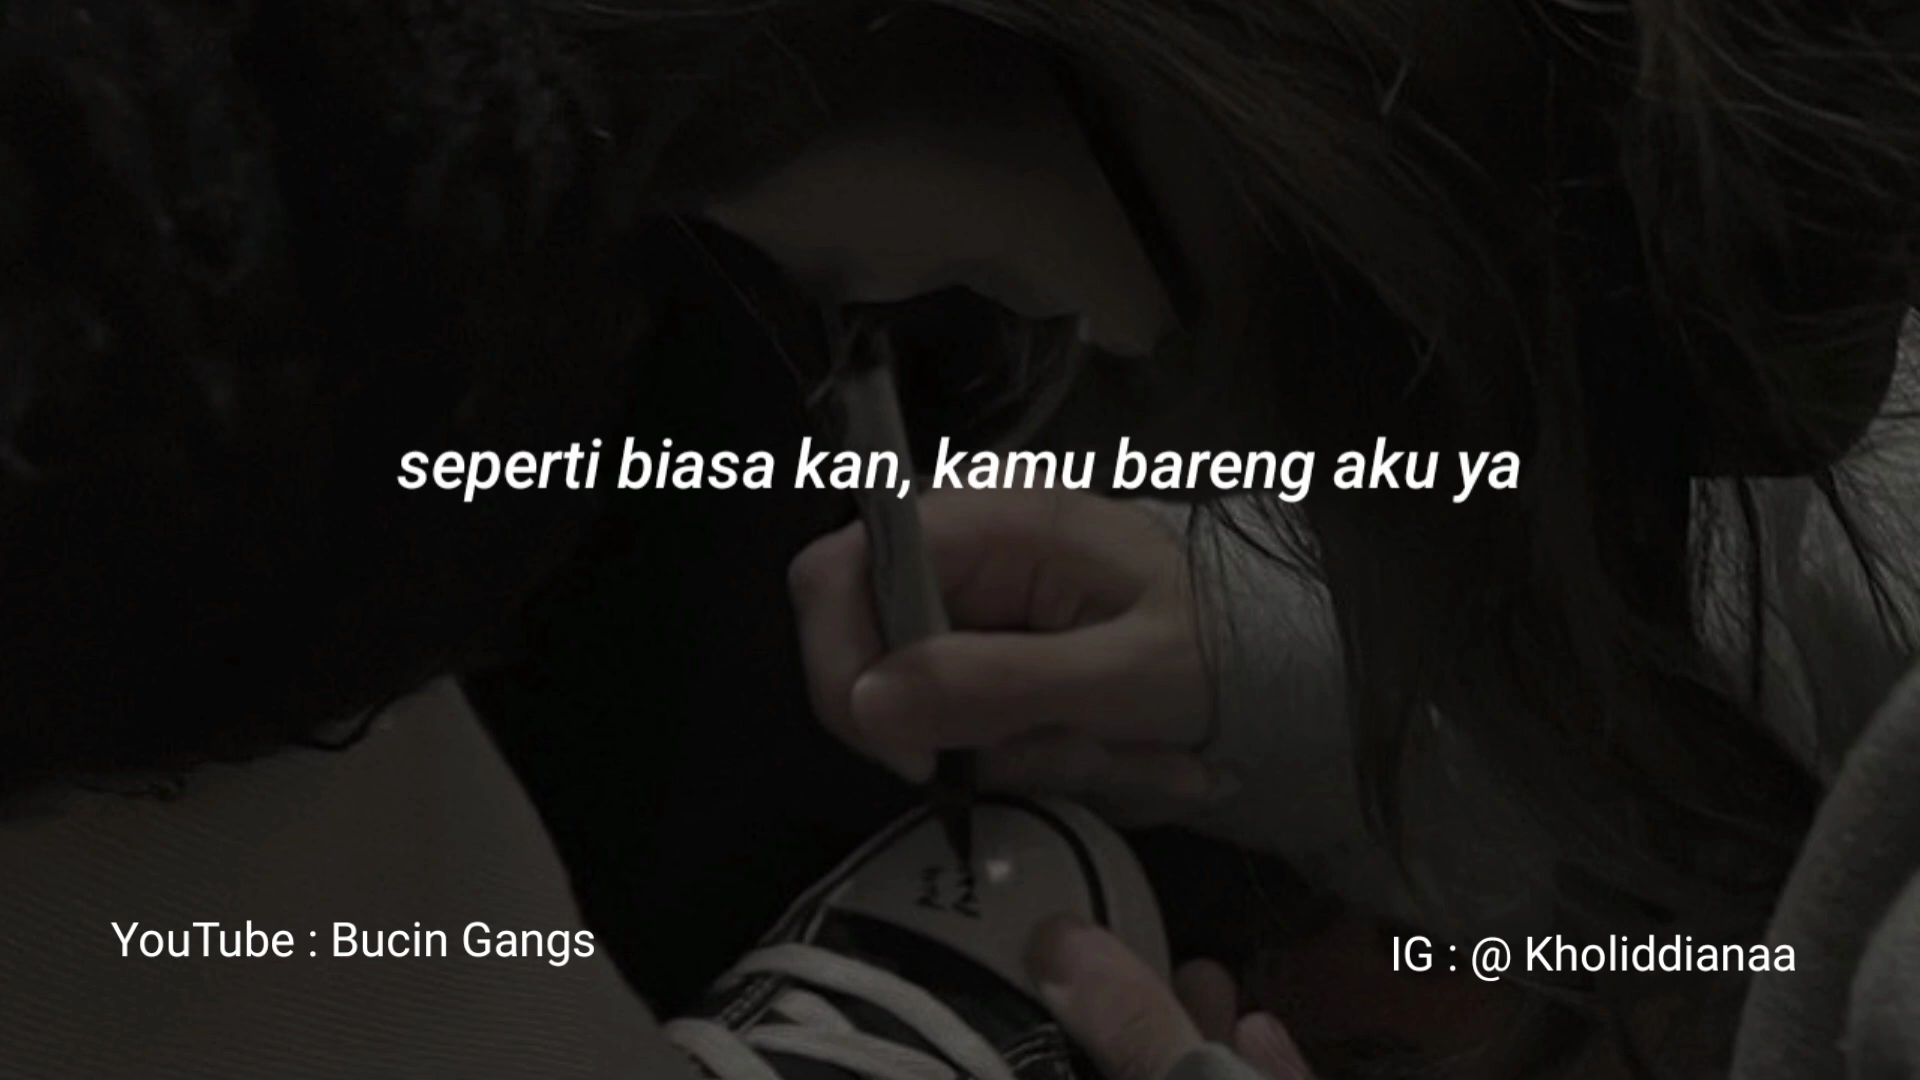 seperti biasa kan, kamu bareng aku ya
YouTube : Bucin Gangs
IG : @ Kholiddianaa